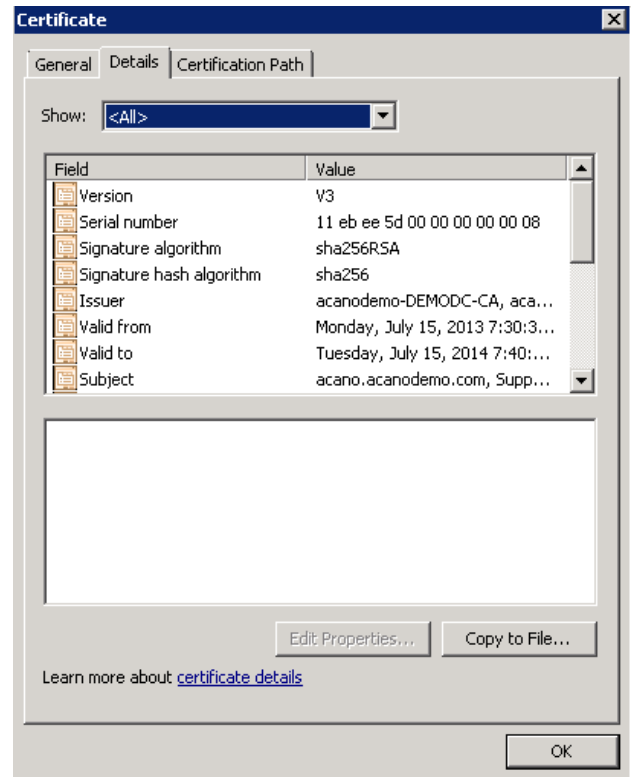 Certificate
General Details Certification Path
Show: <All>
Field Value
Version V3
Serial number 11 eb ee 5d 00 00 00 00 00 08
Signature algorithm sha256RSA
Signature hash algorithm sha256
Issuer acanodemo-DEMODC-CA, aca...
Valid from Monday, July 15, 2013 7:30:3...
Valid to Tuesday, July 15, 2014 7:40:...
Subject acano.acanodemo.com, Supp...
Edit Properties... Copy to File...
Learn more about certificate details
OK